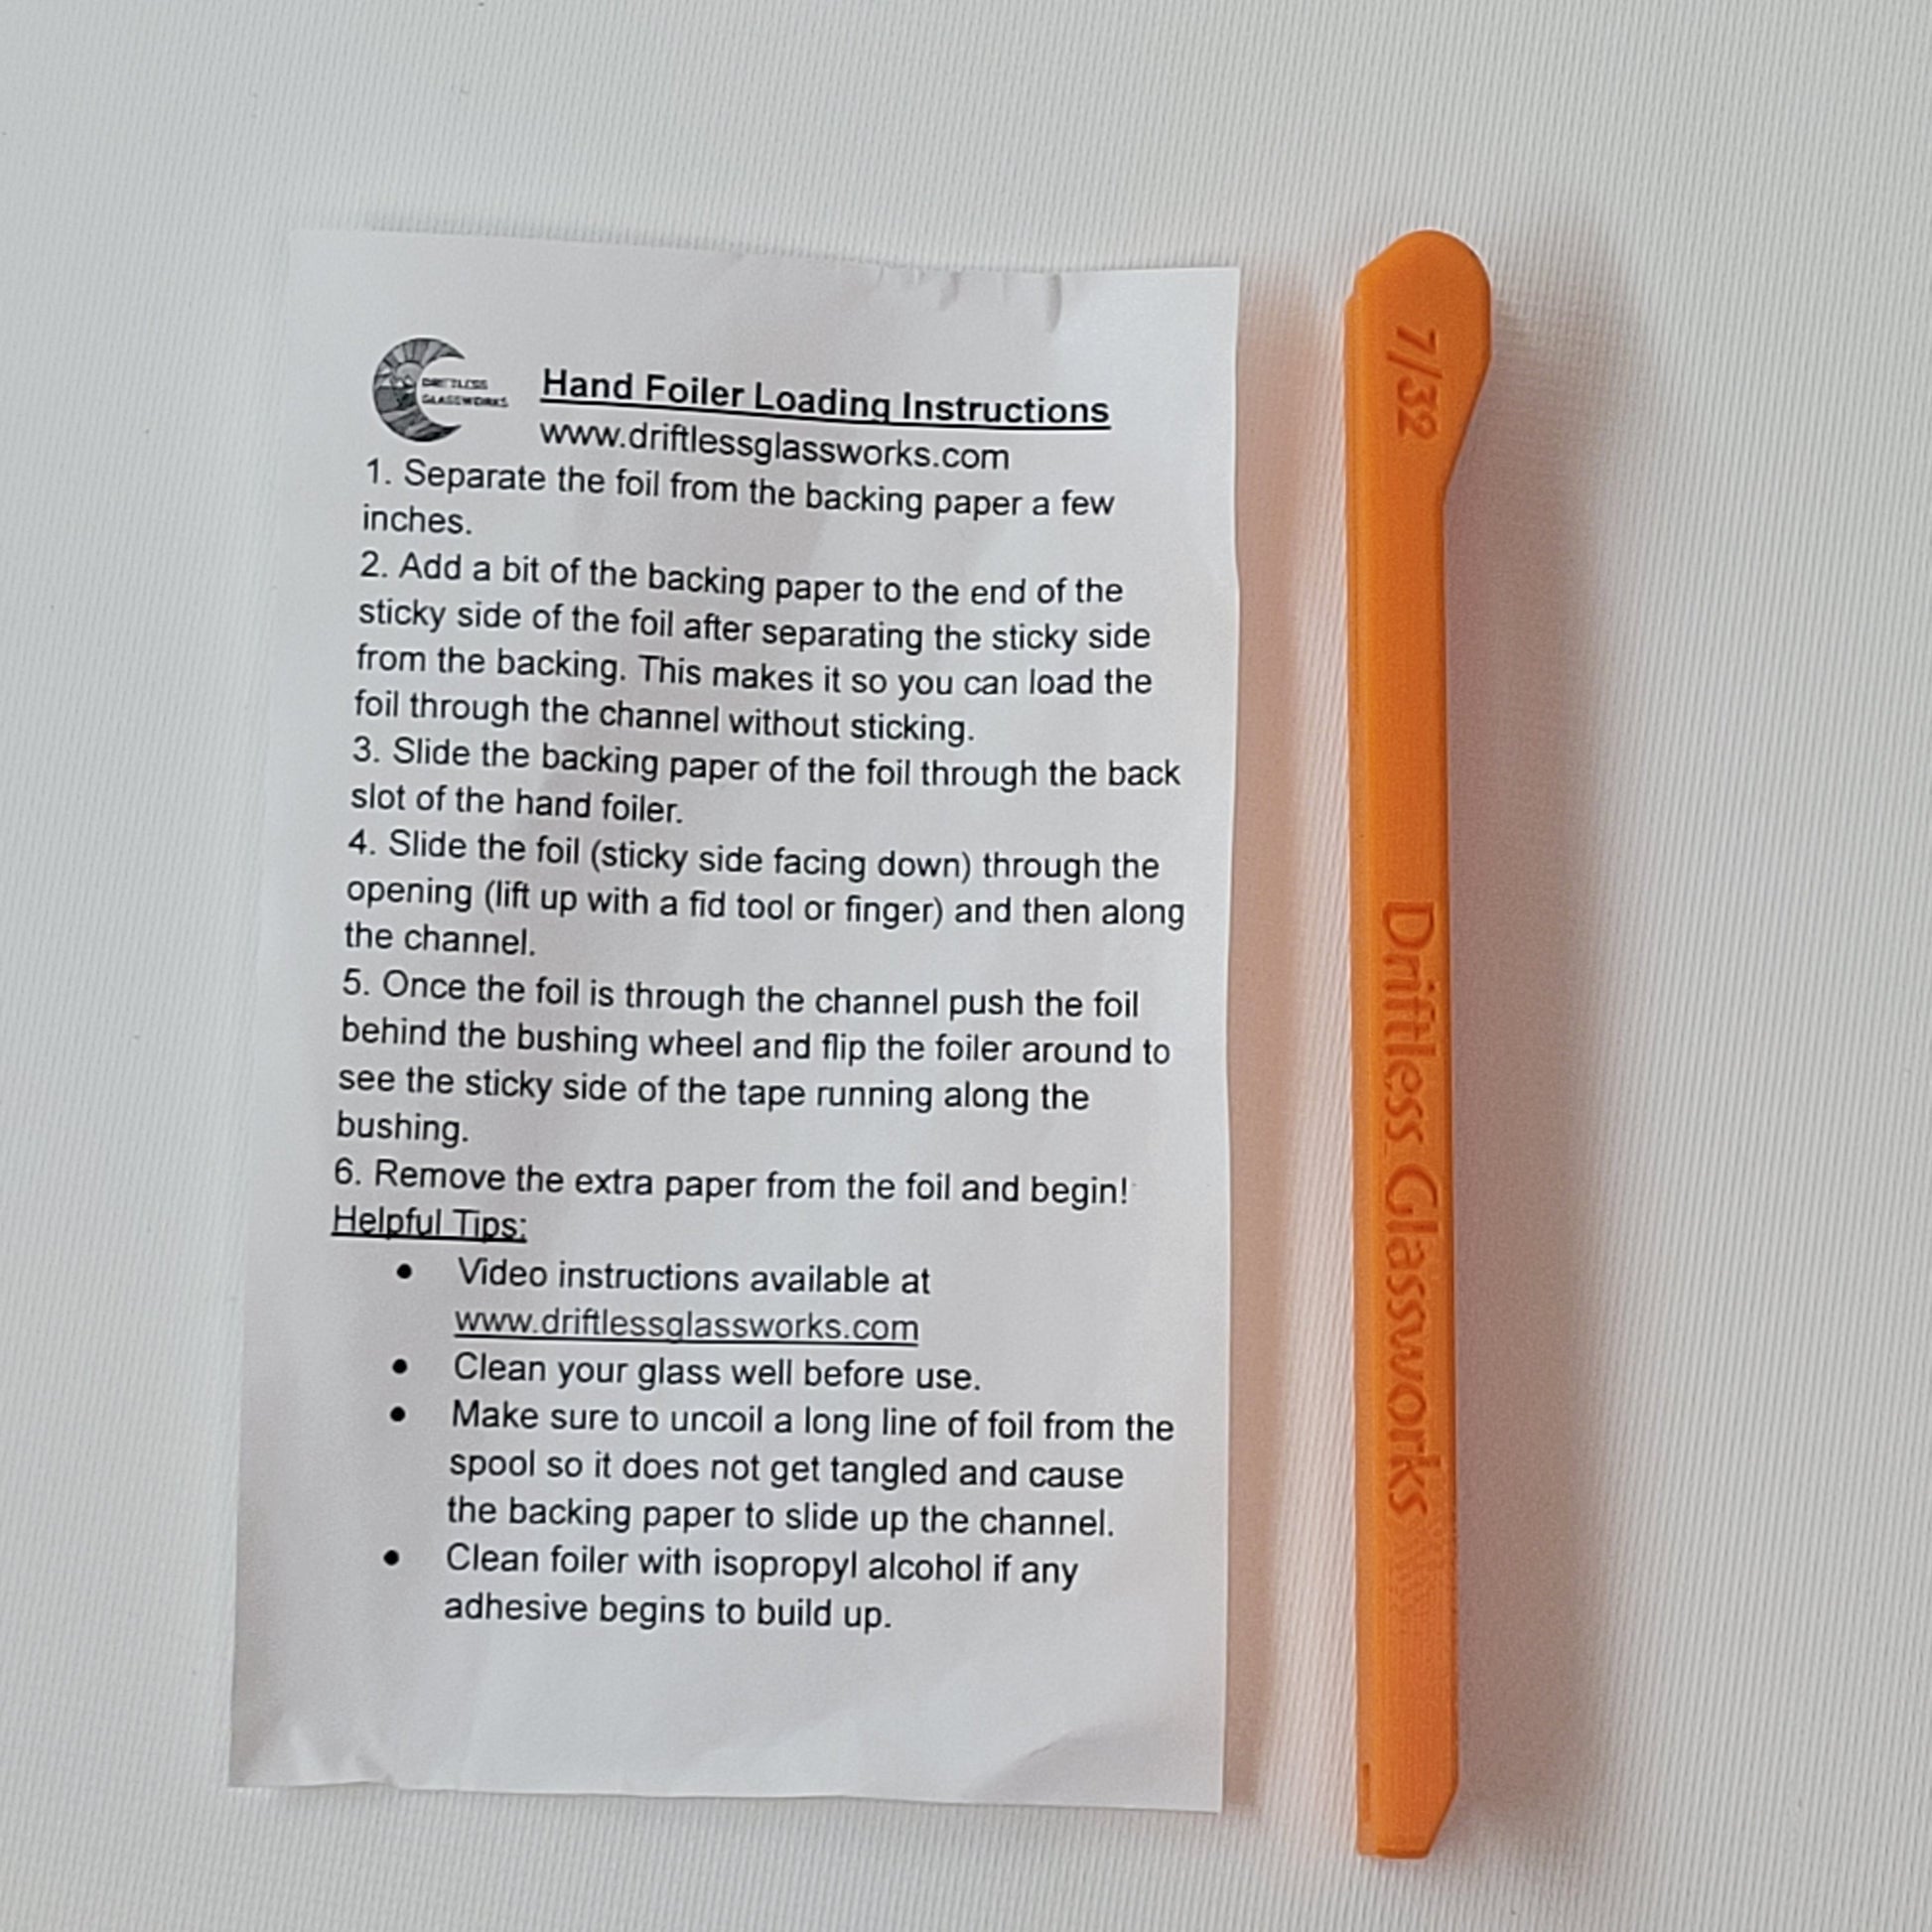 DRIFTLESS
GLASSWORKS
Hand Foiler Loading Instructions
www.driftlessglassworks.com
1. Separate the foil from the backing paper a few
inches.
2. Add a bit of the backing paper to the end of the
sticky side of the foil after separating the sticky side
from the backing. This makes it so you can load the
foil through the channel without sticking.
3. Slide the backing paper of the foil through the back
slot of the hand foiler.
4. Slide the foil (sticky side facing down) through the
opening (lift up with a fid tool or finger) and then along
the channel.
5. Once the foil is through the channel push the foil
behind the bushing wheel and flip the foiler around to
see the sticky side of the tape running along the
bushing.
6. Remove the extra paper from the foil and begin!
Helpful Tips:
• Video instructions available at
www.driftlessglassworks.com
• Clean your glass well before use.
• Make sure to uncoil a long line of foil from the
spool so it does not get tangled and cause
the backing paper to slide up the channel.
• Clean foiler with isopropyl alcohol if any
adhesive begins to build up.
7/32
Driftless Glassworks